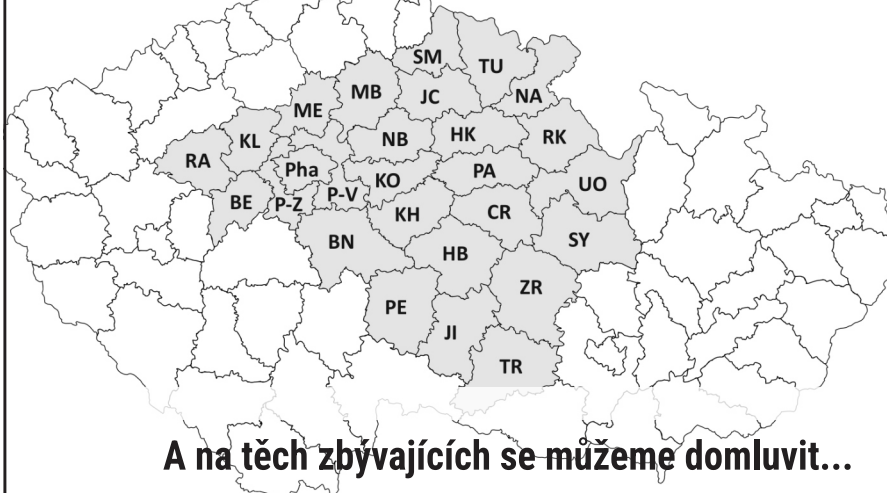 SM
TU
MB
JC
NA
ME
KL
NB
HK
RK
RA
Pha
KO
PA
UO
BE
P-Z
P-V
KH
CR
BN
HB
SY
ZR
PE
JI
TR
A na těch zbývajících se můžeme domluvit...